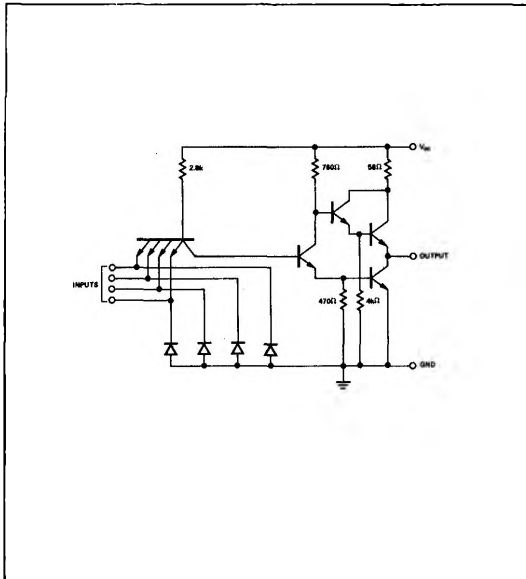 VCC
2.8k
760Ω
58Ω
OUTPUT
INPUTS
470Ω
4kΩ
GND